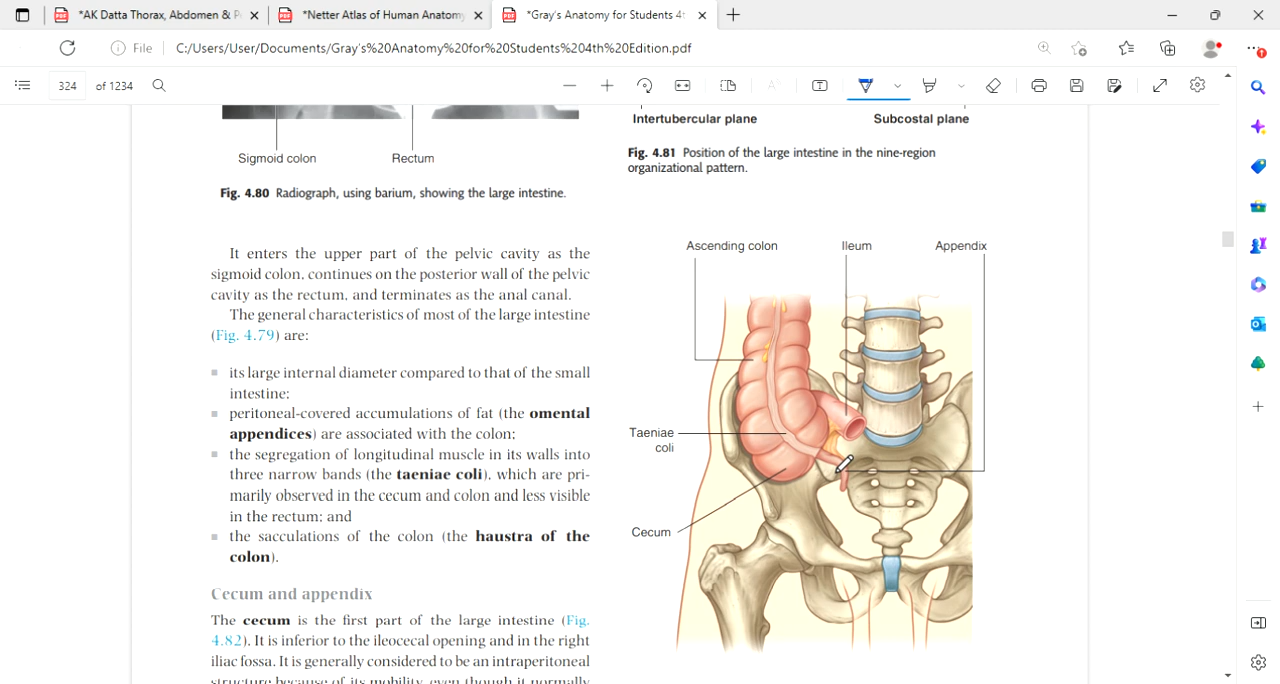 *AK Datta Thorax, Abdomen & Pe
*Netter Atlas of Human Anatomy
*Gray's Anatomy for Students 4t
File
C:/Users/User/Documents/Gray's%20Anatomy%20for%20Students%204th%20Edition.pdf
324 of 1234
Sigmoid colon
Rectum
Fig. 4.80 Radiograph, using barium, showing the large intestine.
It enters the upper part of the pelvic cavity as the
sigmoid colon, continues on the posterior wall of the pelvic
cavity as the rectum, and terminates as the anal canal.
The general characteristics of most of the large intestine
(Fig. 4.79) are:
▪ its large internal diameter compared to that of the small
intestine;
▪ peritoneal-covered accumulations of fat (the omental
appendices) are associated with the colon;
▪ the segregation of longitudinal muscle in its walls into
three narrow bands (the taeniae coli), which are pri-
marily observed in the cecum and colon and less visible
in the rectum; and
▪ the sacculations of the colon (the haustra of the
colon).
Cecum and appendix
The cecum is the first part of the large intestine (Fig.
4.82). It is inferior to the ileocecal opening and in the right
iliac fossa. It is generally considered to be an intraperitoneal
structure because of its mobility, even though it normally
Intertubercular plane
Subcostal plane
Fig. 4.81 Position of the large intestine in the nine-region
organizational pattern.
Ascending colon
Ileum
Appendix
Taeniae
coli
Cecum